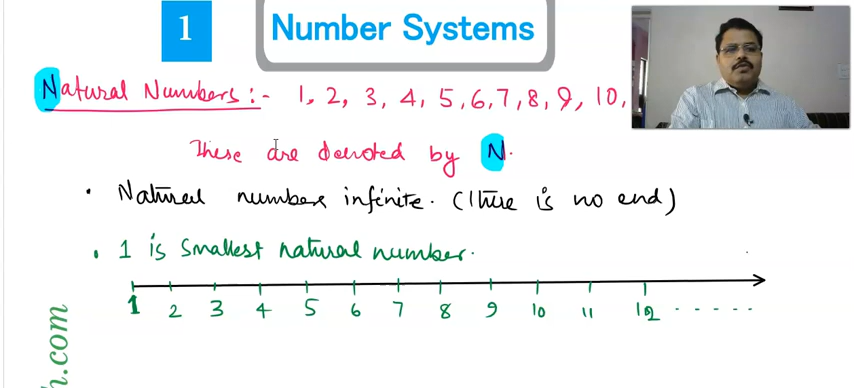 1 Number Systems
Natural Numbers:- 1, 2, 3, 4, 5, 6, 7, 8, 9, 10,
These are denoted by N.
• Natural numbers infinite. (There is no end)
• 1 is smallest natural number.
1 2 3 4 5 6 7 8 9 10 11 12 ......
h.com